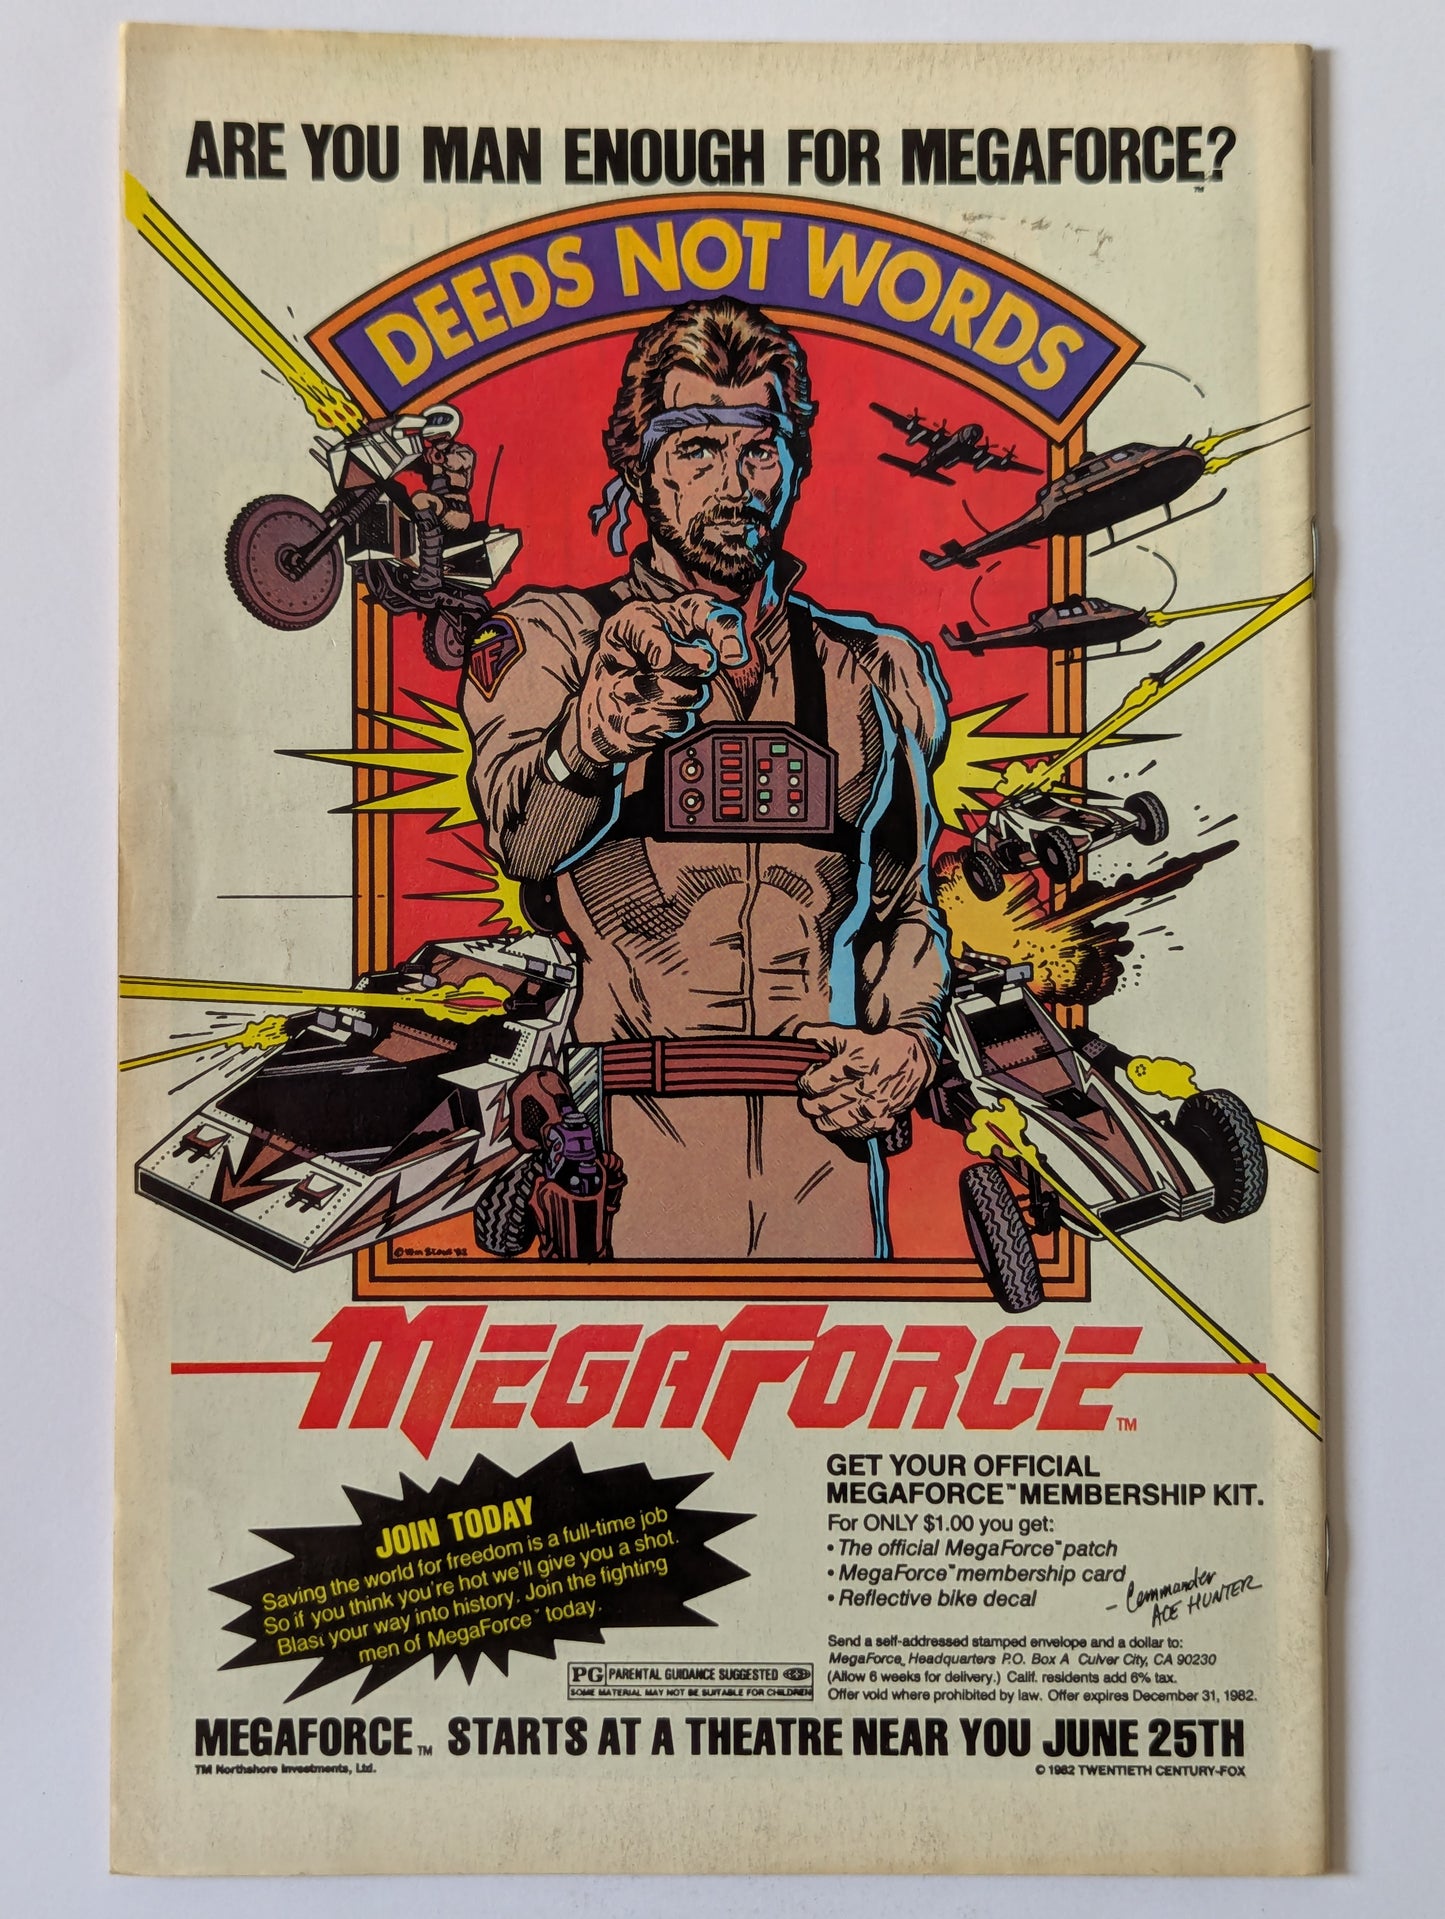 ARE YOU MAN ENOUGH FOR MEGAFORCE?™
DEEDS NOT WORDS
© Wm Stout '82
MEGAFORCE™
JOIN TODAY
Saving the world for freedom is a full-time job
So if you think you're hot we'll give you a shot.
Blast your way into history. Join the fighting
men of MegaForce™ today.
GET YOUR OFFICIAL
MEGAFORCE™ MEMBERSHIP KIT.
For ONLY $1.00 you get:
• The official MegaForce™ patch
• MegaForce™ membership card
• Reflective bike decal
– Commander
ACE HUNTER
Send a self-addressed stamped envelope and a dollar to:
MegaForce™ Headquarters P.O. Box A Culver City, CA 90230
(Allow 6 weeks for delivery.) Calif. residents add 6% tax.
Offer void where prohibited by law. Offer expires December 31, 1982.
PG PARENTAL GUIDANCE SUGGESTED
SOME MATERIAL MAY NOT BE SUITABLE FOR CHILDREN
MEGAFORCE™ STARTS AT A THEATRE NEAR YOU JUNE 25TH
TM Northshore Investments, Ltd.
© 1982 TWENTIETH CENTURY-FOX